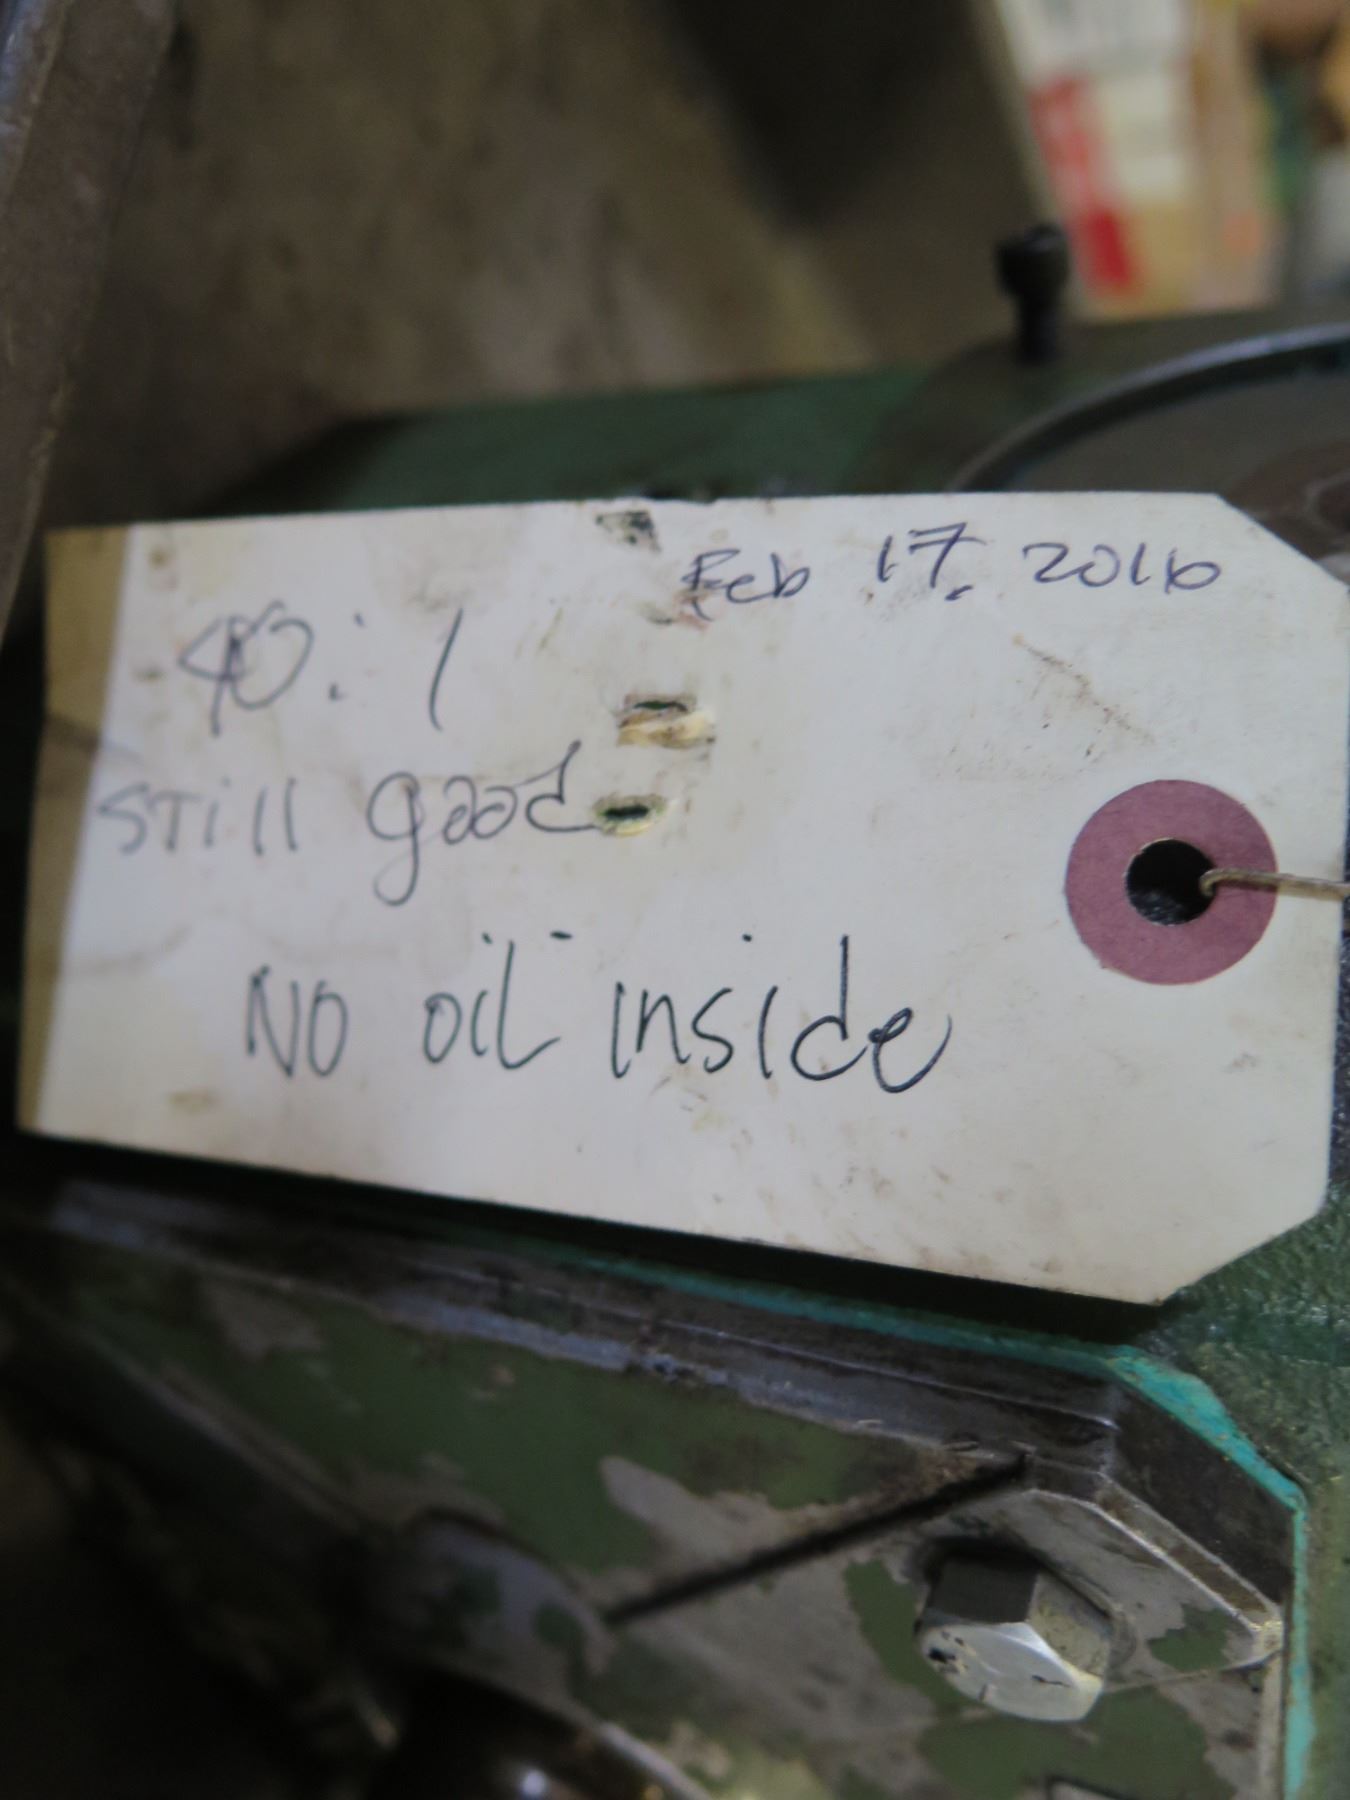 Feb 17. 2016
40:1
still good
No oil inside